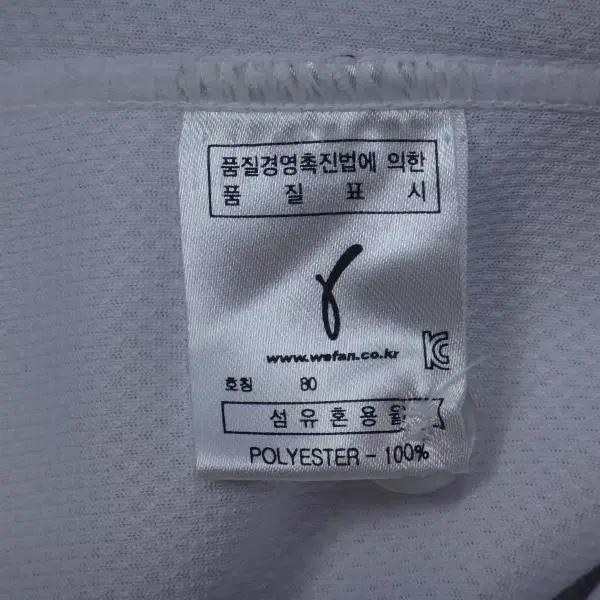 품질경영촉진법에 의한
품 질 표 시
www.wefan.co.kr
호칭 80
섬유혼용율
POLYESTER - 100%